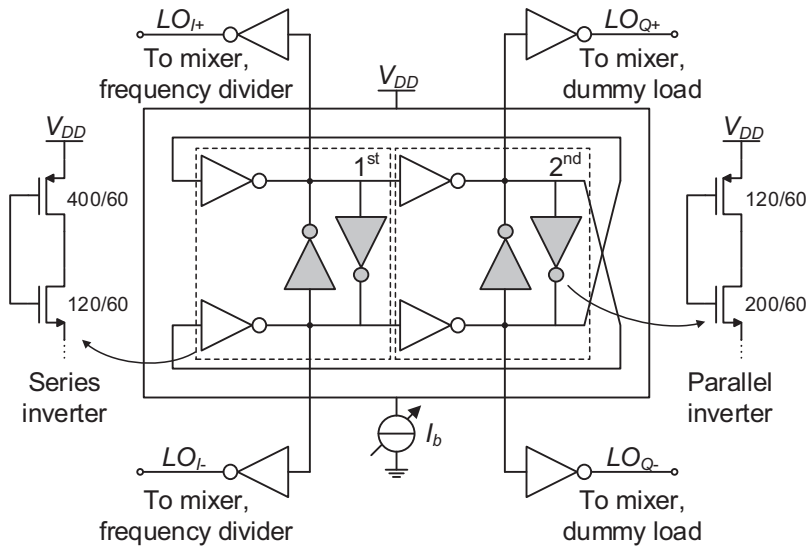 LOI+
To mixer,
frequency divider
LOQ+
To mixer,
dummy load
VDD
VDD
400/60
120/60
Series
inverter
1st
2nd
VDD
120/60
200/60
Parallel
inverter
Ib
LOI-
To mixer,
frequency divider
LOQ-
To mixer,
dummy load